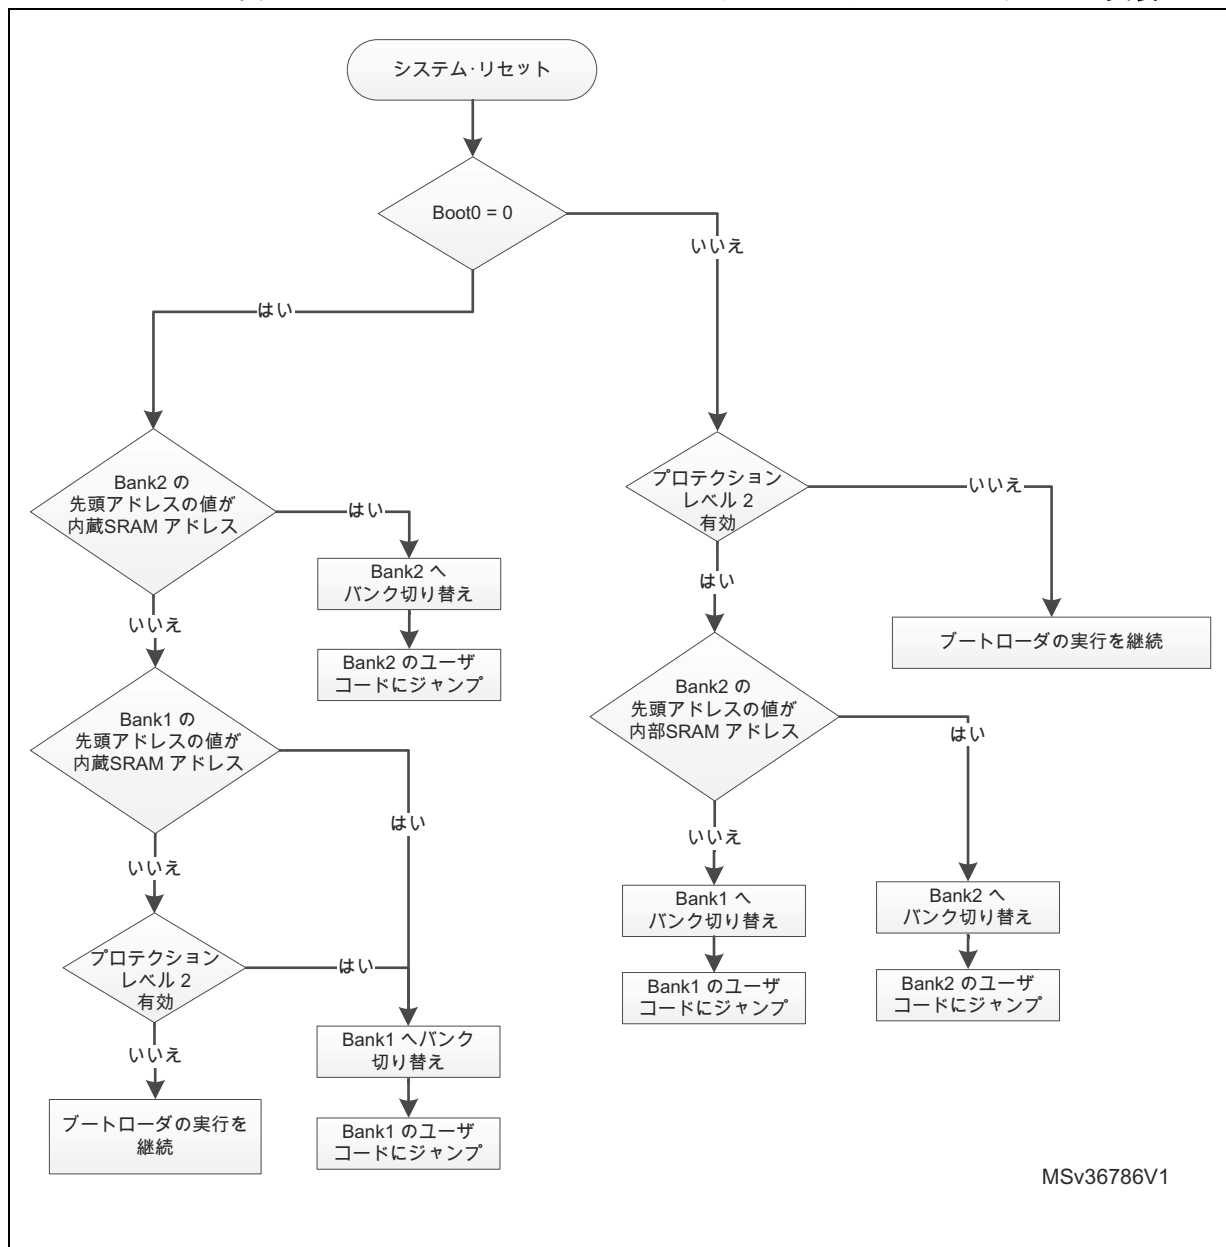 システム･リセット
Boot0 = 0
いいえ
はい
Bank2 の
先頭アドレスの値が
内蔵SRAM アドレス
はい
Bank2 へ
バンク切り替え
Bank2 のユーザ
コードにジャンプ
いいえ
Bank1 の
先頭アドレスの値が
内蔵SRAM アドレス
はい
いいえ
プロテクション
レベル 2
有効
はい
Bank1 へバンク
切り替え
Bank1 のユーザ
コードにジャンプ
いいえ
ブートローダの実行を
継続
プロテクション
レベル 2
有効
いいえ
ブートローダの実行を継続
はい
Bank2 の
先頭アドレスの値が
内部SRAM アドレス
はい
いいえ
Bank1 へ
バンク切り替え
Bank1 のユーザ
コードにジャンプ
Bank2 へ
バンク切り替え
Bank2 のユーザ
コードにジャンプ
MSv36786V1